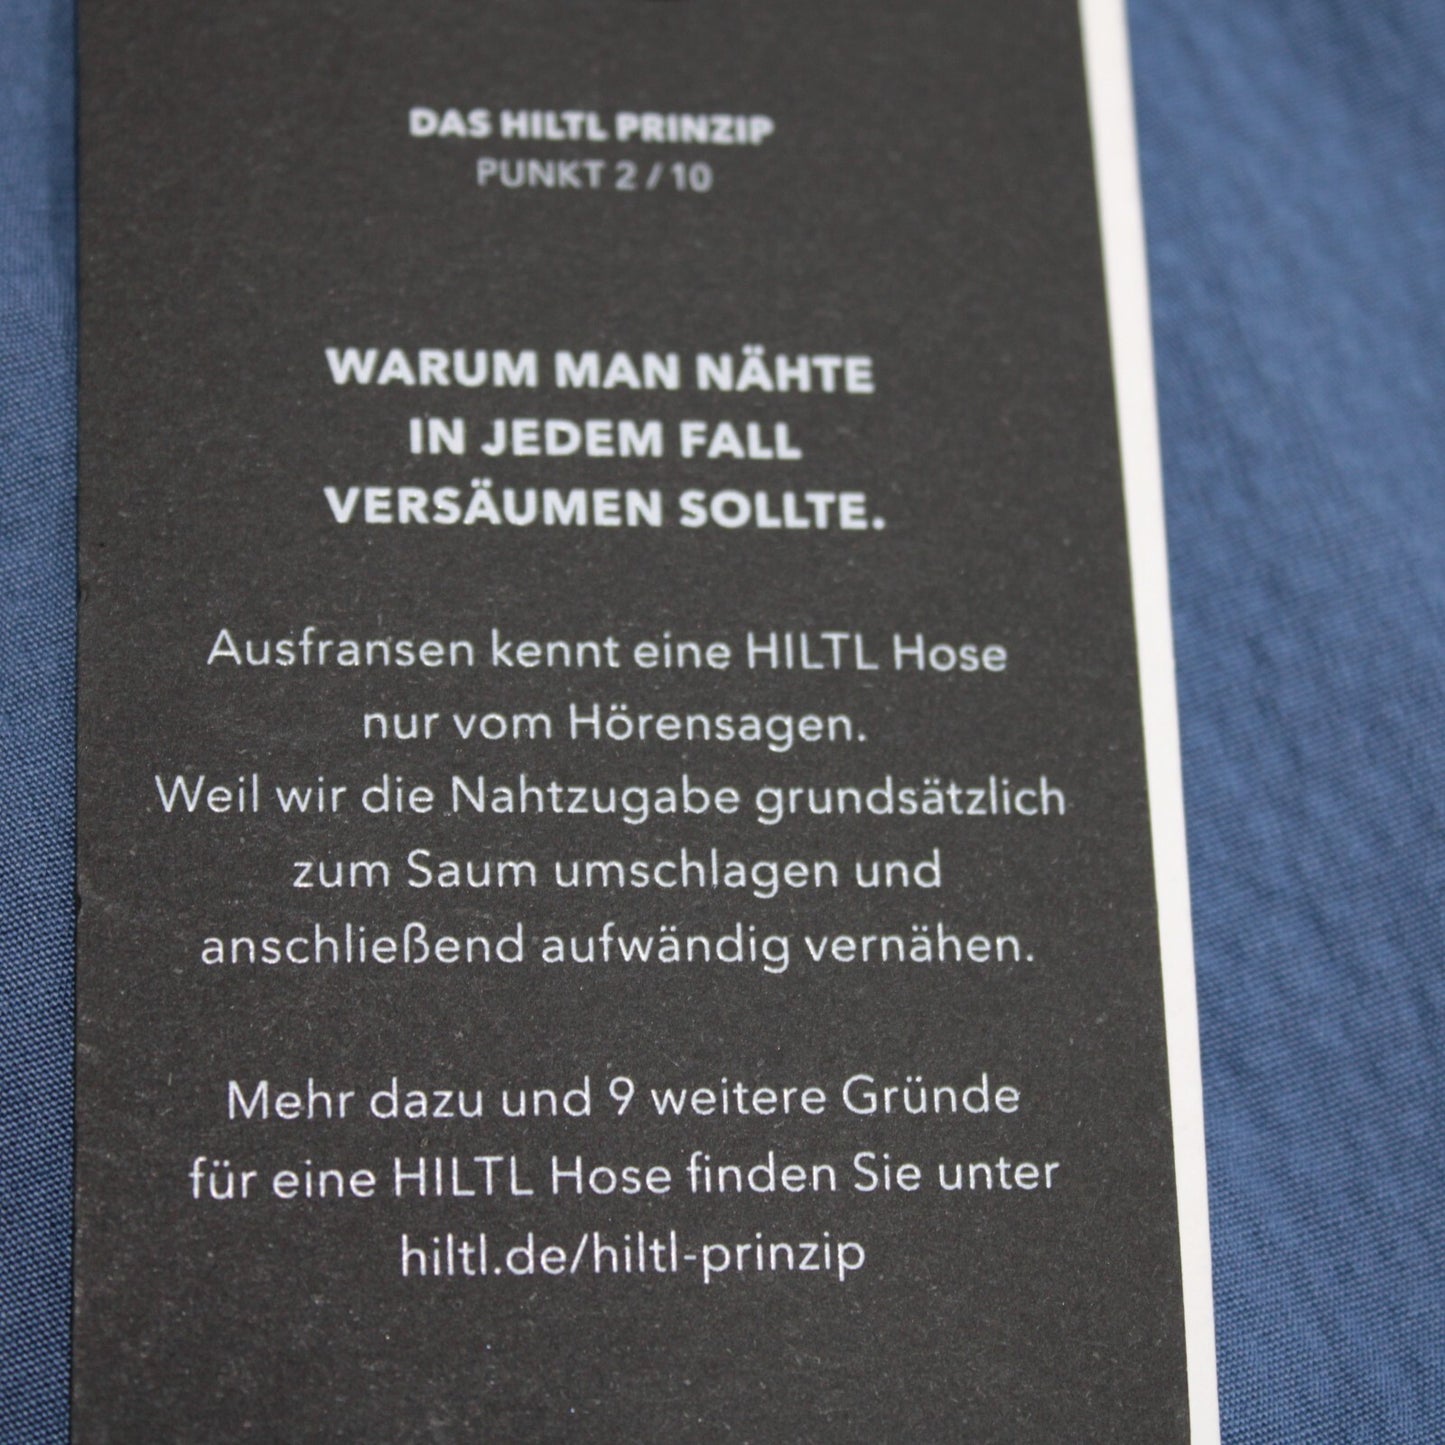 DAS HILTL PRINZIP
PUNKT 2 / 10
WARUM MAN NÄHTE
IN JEDEM FALL
VERSÄUMEN SOLLTE.
Ausfransen kennt eine HILTL Hose
nur vom Hörensagen.
Weil wir die Nahtzugabe grundsätzlich
zum Saum umschlagen und
anschließend aufwändig vernähen.
Mehr dazu und 9 weitere Gründe
für eine HILTL Hose finden Sie unter
hiltl.de/hiltl-prinzip